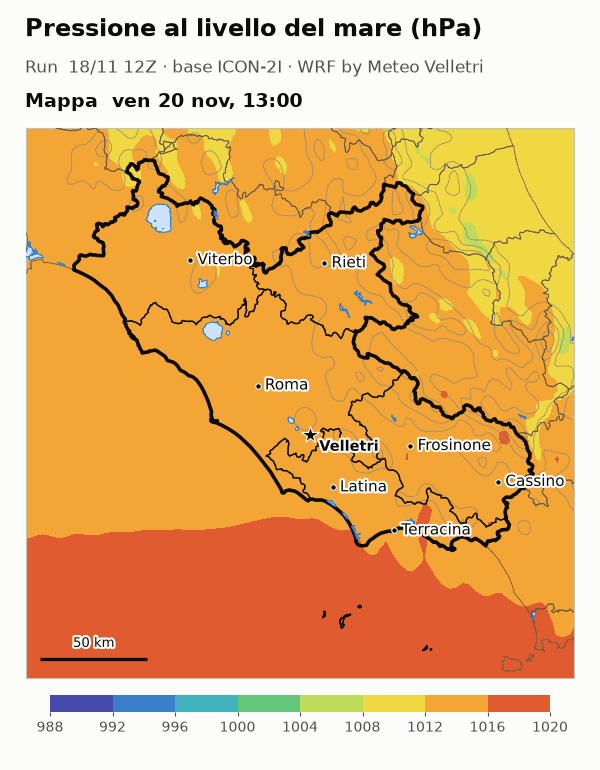 Pressione al livello del mare (hPa)
Run  18/11 12Z · base ICON-2I · WRF by Meteo Velletri
Mappa  ven 20 nov, 13:00
Viterbo
Rieti
Roma
Velletri
Frosinone
Cassino
Latina
Terracina
50 km
988 992 996 1000 1004 1008 1012 1016 1020